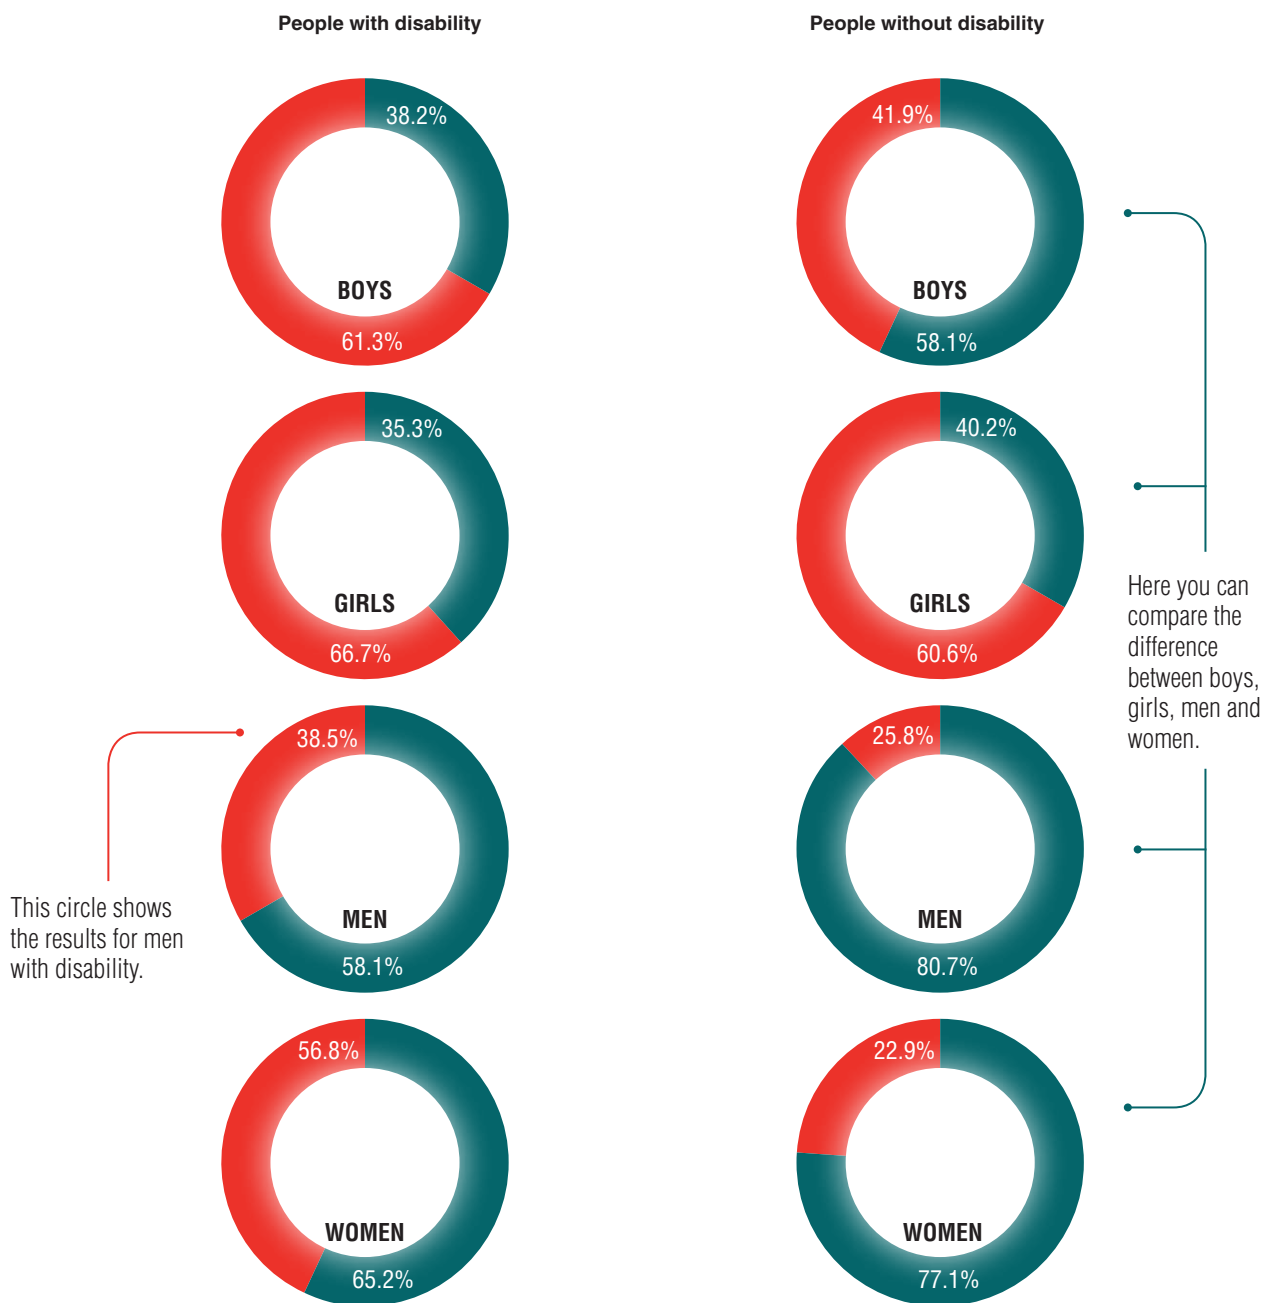 People with disability
People without disability
38.2%
BOYS
61.3%
41.9%
BOYS
58.1%
35.3%
GIRLS
66.7%
40.2%
GIRLS
60.6%
Here you can
compare the
difference
between boys,
girls, men and
women.
38.5%
MEN
58.1%
25.8%
MEN
80.7%
This circle shows
the results for men
with disability.
56.8%
WOMEN
65.2%
22.9%
WOMEN
77.1%